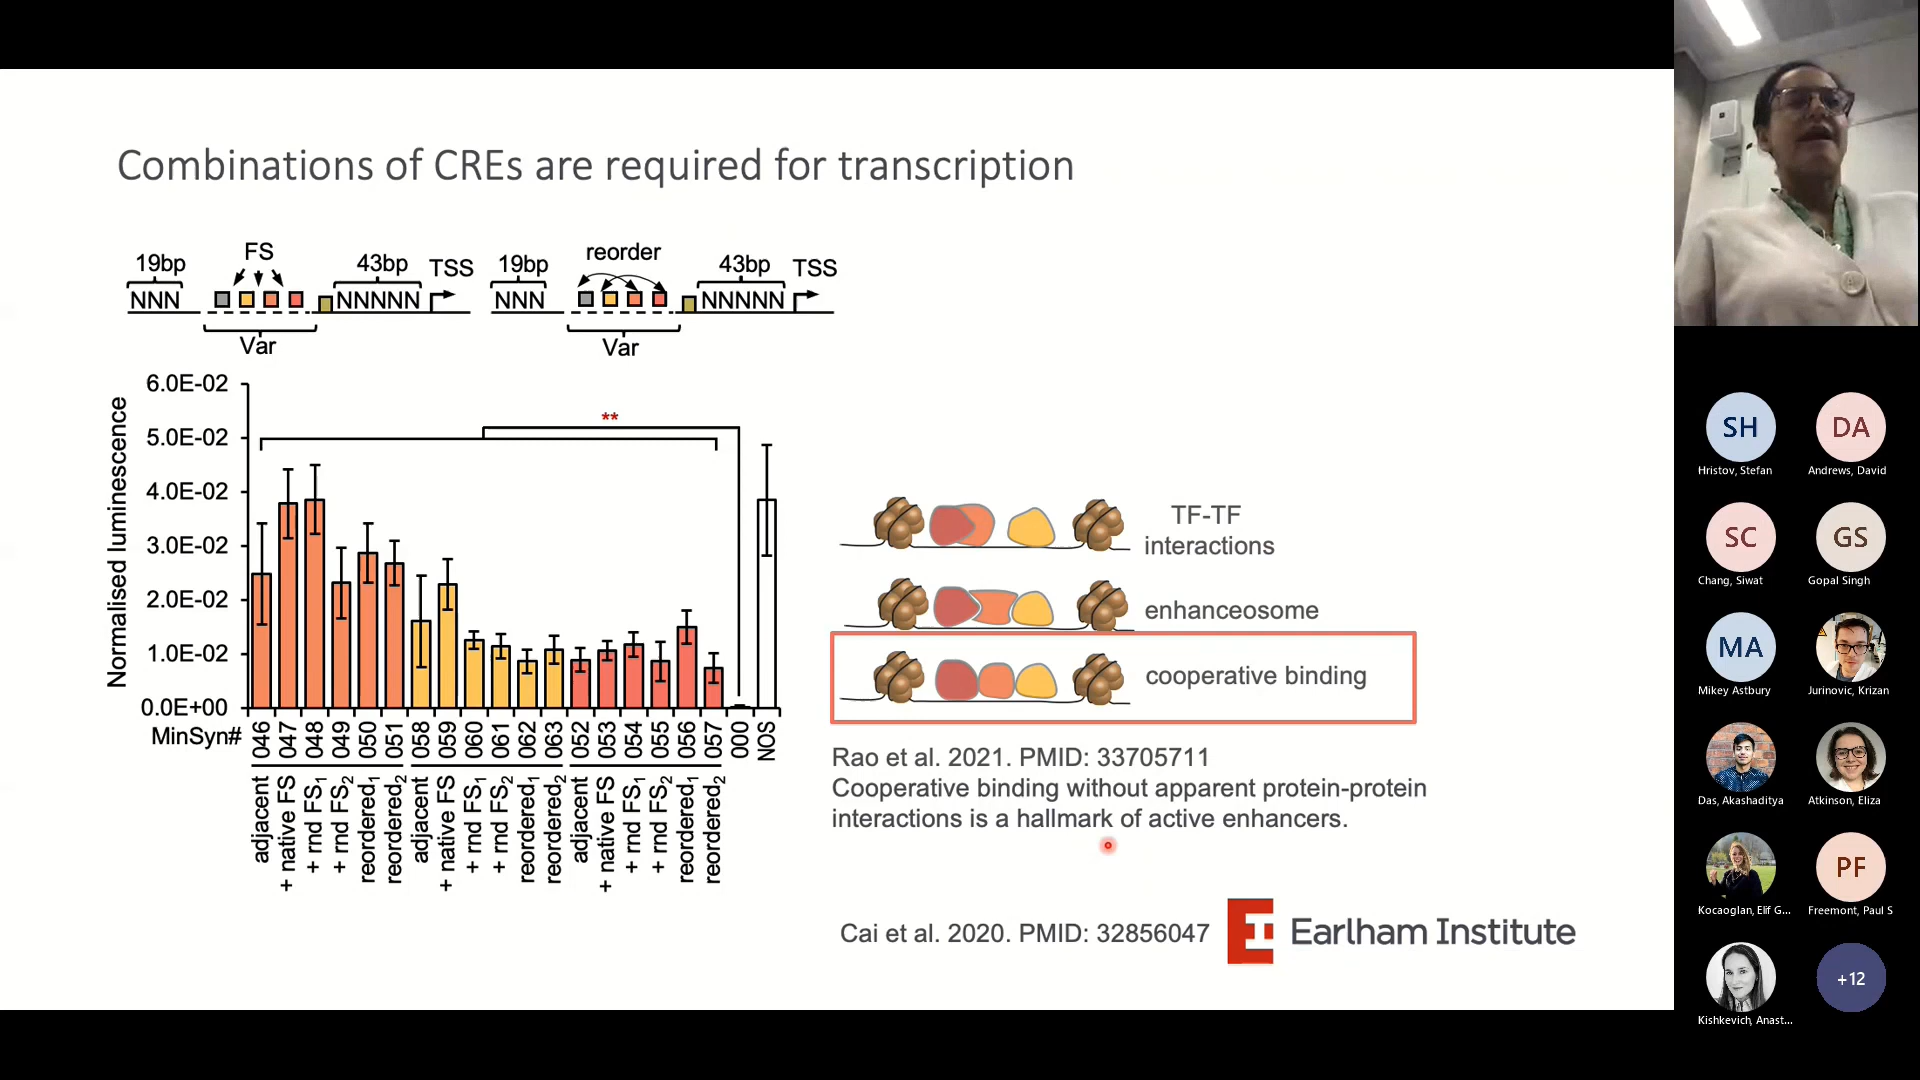 Combinations of CREs are required for transcription
19bp
FS
43bp
TSS
NNN
NNNNN
Var
19bp
reorder
43bp
TSS
NNN
NNNNN
Var
Normalised luminescence
6.0E-02
5.0E-02
4.0E-02
3.0E-02
2.0E-02
1.0E-02
0.0E+00
**
MinSyn#
046
047
048
049
050
051
058
059
060
061
062
063
052
053
054
055
056
057
000
NOS
adjacent
+ native FS
+ rnd FS1
+ rnd FS2
reordered1
reordered2
adjacent
+ native FS
+ rnd FS1
+ rnd FS2
reordered1
reordered2
adjacent
+ native FS
+ rnd FS1
+ rnd FS2
reordered1
reordered2
TF-TF
interactions
enhanceosome
cooperative binding
Rao et al. 2021. PMID: 33705711
Cooperative binding without apparent protein-protein
interactions is a hallmark of active enhancers.
Cai et al. 2020. PMID: 32856047
EI
Earlham Institute
SH
Hristov, Stefan
DA
Andrews, David
SC
Chang, Siwat
GS
Gopal Singh
MA
Mikey Astbury
Jurinovic, Krizan
Das, Akashaditya
Atkinson, Eliza
Kocaoglan, Elif G...
PF
Freemont, Paul S
Kishkevich, Anast...
+12